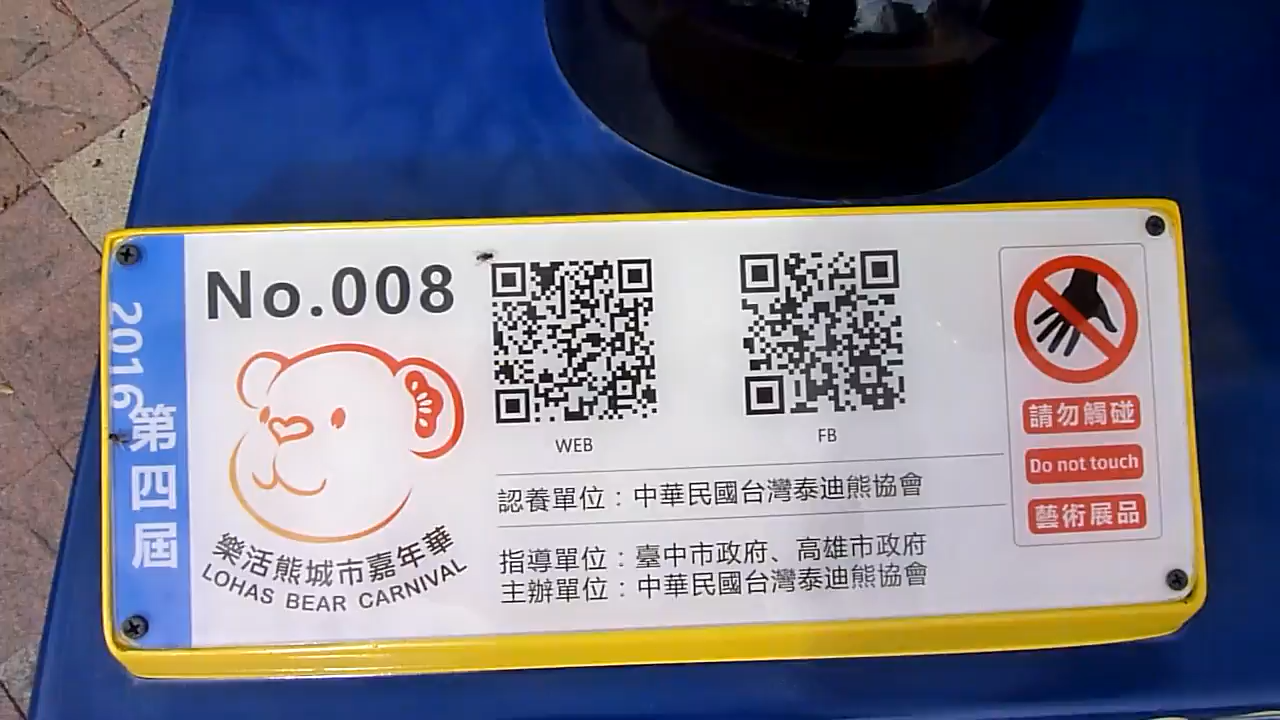 2016 第四屆
No.008
樂活熊城市嘉年華
LOHAS BEAR CARNIVAL
WEB
FB
認養單位：中華民國台灣泰迪熊協會
指導單位：臺中市政府、高雄市政府
主辦單位：中華民國台灣泰迪熊協會
請勿觸碰
Do not touch
藝術展品